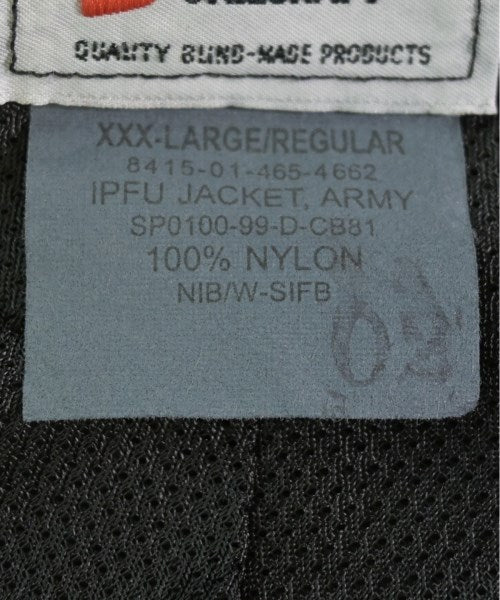 QUALITY BLIND-MADE PRODUCTS
XXX-LARGE/REGULAR
8415-01-465-4662
IPFU JACKET, ARMY
SP0100-99-D-CB81
100% NYLON
NIB/W-SIFB